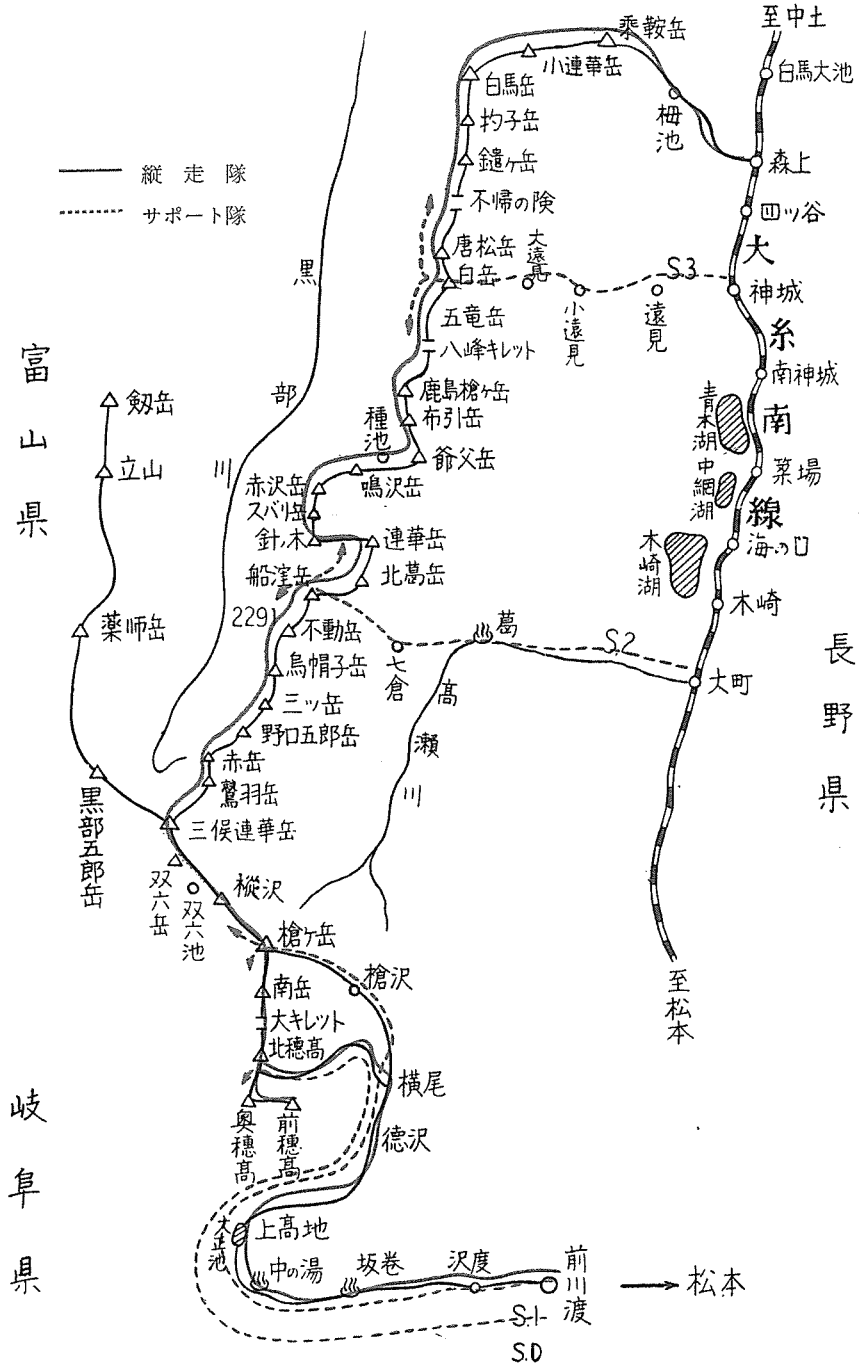 至中土
乗鞍岳
小連華岳
白馬岳
白馬大池
栂池
杓子岳
鑓ヶ岳
森上
縦走隊
サポート隊
不帰の険
四ッ谷
唐松岳
白岳
大遠見
小遠見
遠見
S3
神城
五竜岳
八峰キレット
南神城
大糸南線
黒部川
富山県
鹿島槍ヶ岳
布引岳
種池
爺父岳
青木湖
中綱湖
簗場
劔岳
立山
赤沢岳
鳴沢岳
スバリ岳
針ノ木
連華岳
木崎湖
海の口
船窪岳
北葛岳
木崎
2291
不動岳
七倉
葛
S.2
大町
薬師岳
烏帽子岳
三ッ岳
野口五郎岳
高瀬川
長野県
赤岳
鷲羽岳
黒部五郎岳
三俣連華岳
双六岳
双六池
樅沢
槍ヶ岳
槍沢
至松本
南岳
大キレット
北穂高
横尾
奥穂高
前穂高
徳沢
岐阜県
大正池
上高地
中の湯
坂巻
沢度
前川渡
松本
S.1
S.D